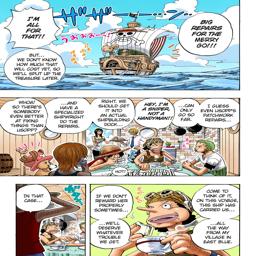 BIG
REPAIRS
FOR THE
MERRY
GO!!!
I'M
ALL FOR
THAT!!
BUT...
WE DON'T
KNOW HOW
MUCH THAT
WILL COST YET, SO
WE'LL SPLIT UP THE
TREASURE LATER.
I GUESS
EVEN USOPP'S
PATCHWORK
REPAIRS...
...CAN
ONLY GO
SO FAR.
HEY, I'M
A SNIPER,
NOT A
HANDYMAN!!
RIGHT, WE
SHOULD GET
IT INTO
AN ACTUAL
SHIPBUILDING
DOCK...
...AND
HAVE A
SPECIALIZED
SHIPWRIGHT
DO THE
REPAIRS.
WHOA!
SO THERE'S
SOMEBODY
EVEN BETTER
AT FIXING
THINGS THAN
USOPP?!
HOT!
COME TO
THINK OF IT,
ON THIS VOYAGE,
THE SHIP
HAS CARRIED
US...
...ALL THE
WAY FROM
MY VILLAGE
IN EAST
BLUE.
IF WE DON'T
REWARD HER
PROPERLY
SOMETIMES...
...WE'LL
DESERVE
WHATEVER
TROUBLE
WE GET.
IN THAT
CASE...